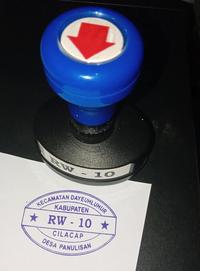 RW - 10
KECAMATAN DAYEUHLUHUR
KABUPATEN
RW - 10
CILACAP
DESA PANULISAN